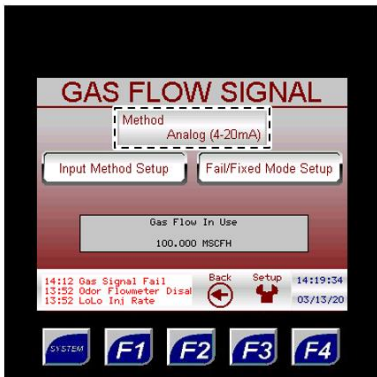 GAS FLOW SIGNAL
Method
Analog (4-20mA)
Input Method Setup
Fail/Fixed Mode Setup
Gas Flow In Use
100.000 MSCFH
14:12 Gas Signal Fail
13:52 Odor Flowmeter Disal
13:52 LoLo Inj Rate
Back
Setup
14:19:34
03/13/20
SYSTEM
F1
F2
F3
F4